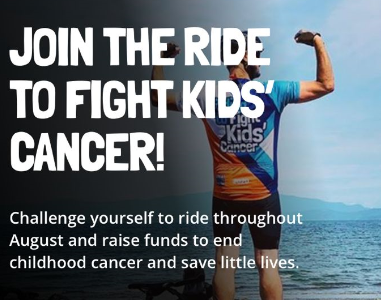 JOIN THE RIDE
TO FIGHT KIDS'
CANCER!
Fight
Kids'
Cancer
Challenge yourself to ride throughout
August and raise funds to end
childhood cancer and save little lives.